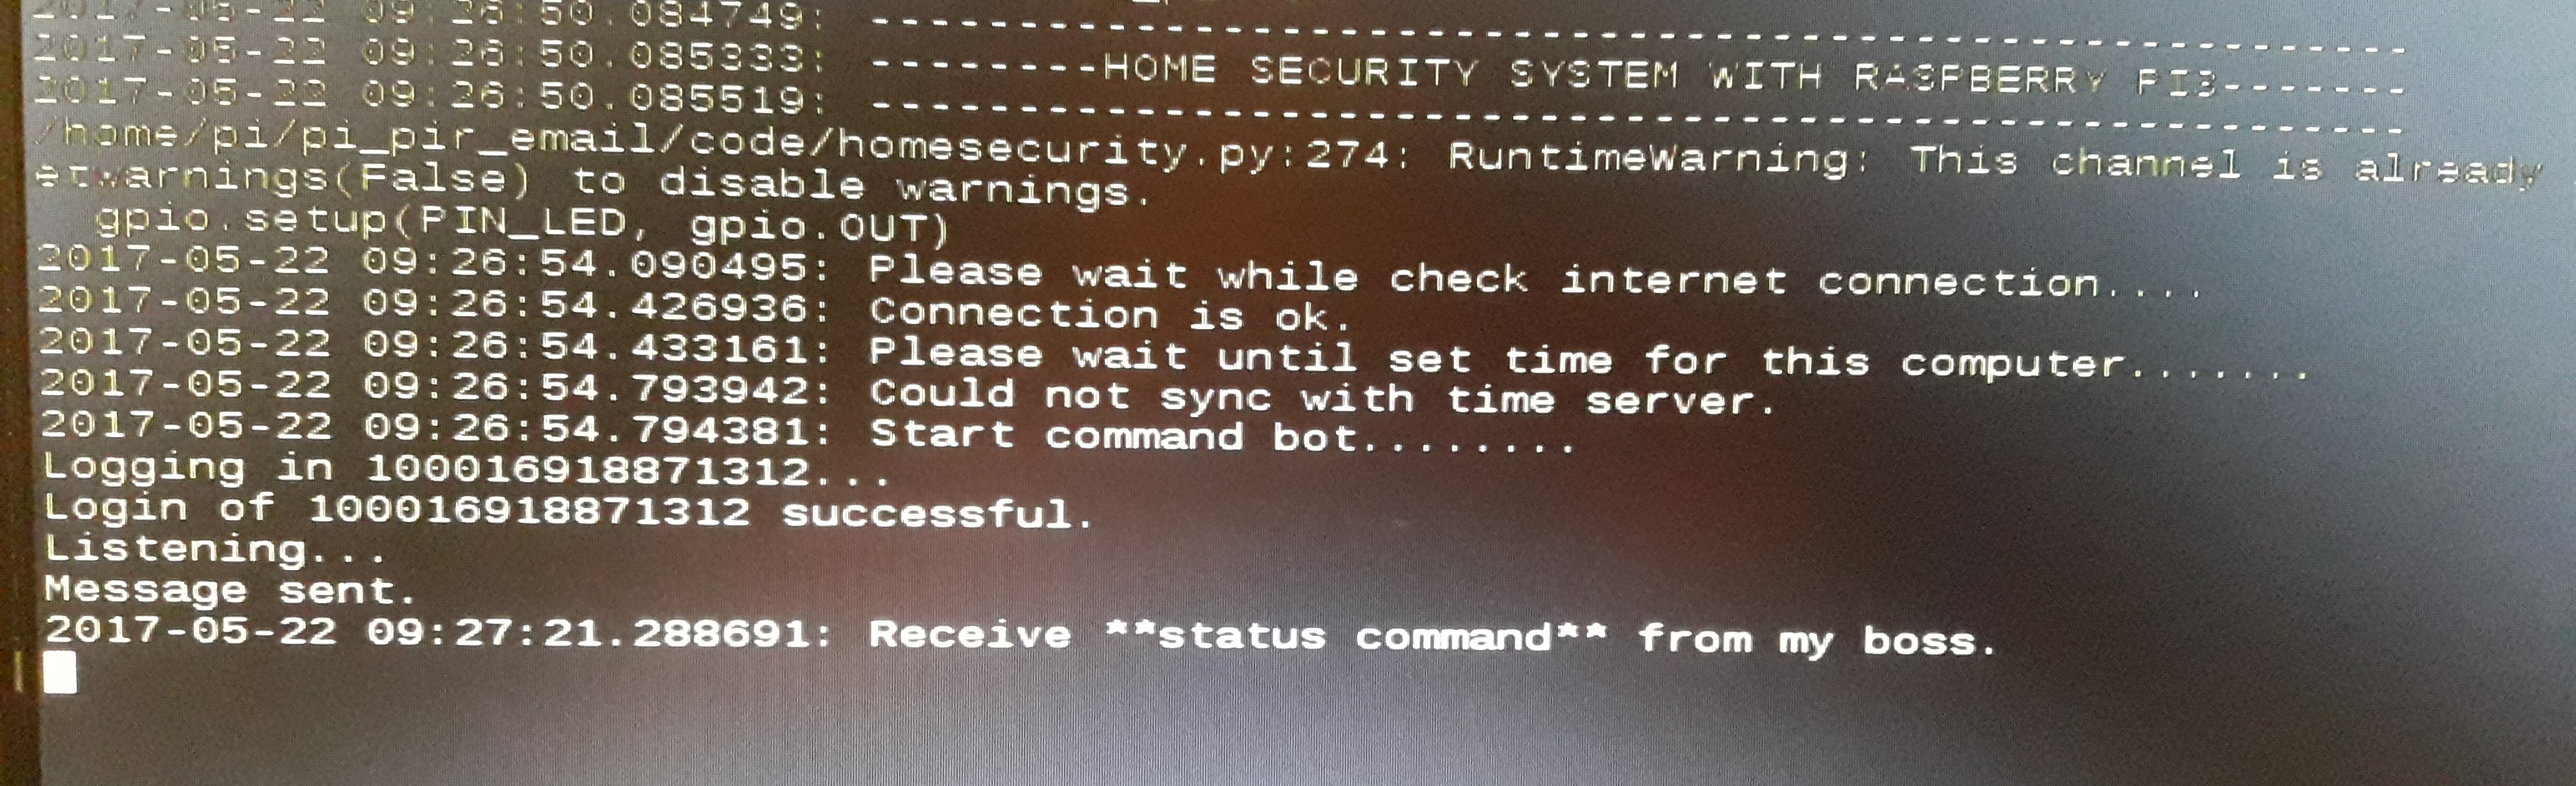 2017-05-22 09:26:50.084749: ----------------------------------------------------
2017-05-22 09:26:50.085333: --------HOME SECURITY SYSTEM WITH RASPBERRY PI3-------
2017-05-22 09:26:50.085519: ----------------------------------------------------
/home/pi/pi_pir_email/code/homesecurity.py:274: RuntimeWarning: This channel is already
etwarnings(False) to disable warnings.
gpio.setup(PIN_LED, gpio.OUT)
2017-05-22 09:26:54.090495: Please wait while check internet connection....
2017-05-22 09:26:54.426936: Connection is ok.
2017-05-22 09:26:54.433161: Please wait until set time for this computer.......
2017-05-22 09:26:54.793942: Could not sync with time server.
2017-05-22 09:26:54.794381: Start command bot........
Logging in 100016918871312...
Login of 100016918871312 successful.
Listening...
Message sent.
2017-05-22 09:27:21.288691: Receive **status command** from my boss.